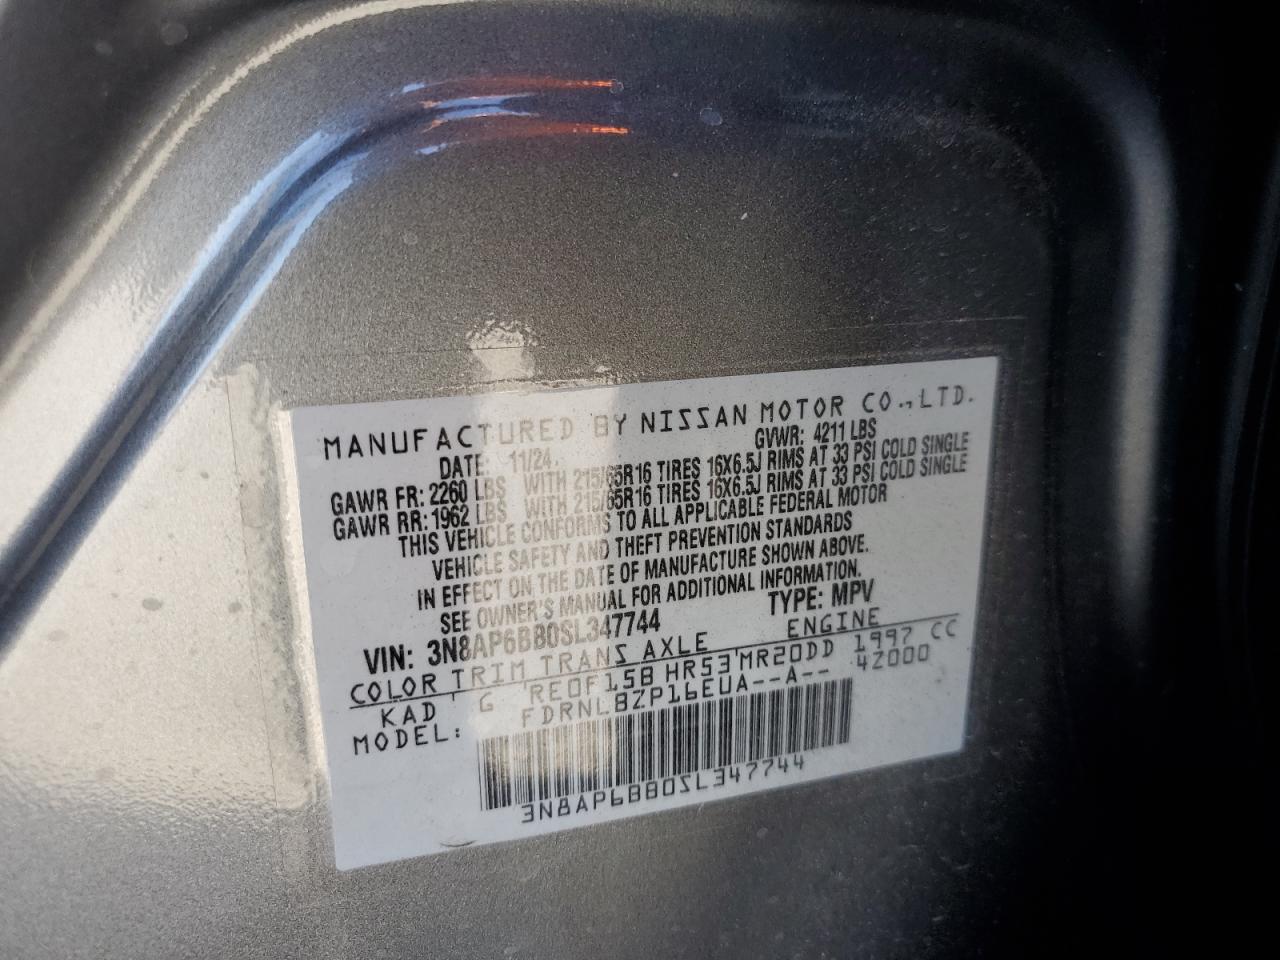 MANUFACTURED BY NISSAN MOTOR CO.,LTD.
DATE: 11/24 GVWR: 4211 LBS
GAWR FR: 2260 LBS WITH 215/65R16 TIRES 16X6.5J RIMS AT 33 PSI COLD SINGLE
GAWR RR: 1962 LBS WITH 215/65R16 TIRES 16X6.5J RIMS AT 33 PSI COLD SINGLE
THIS VEHICLE CONFORMS TO ALL APPLICABLE FEDERAL MOTOR
VEHICLE SAFETY AND THEFT PREVENTION STANDARDS
IN EFFECT ON THE DATE OF MANUFACTURE SHOWN ABOVE.
SEE OWNER'S MANUAL FOR ADDITIONAL INFORMATION.
VIN: 3N8AP6BB0SL347744 TYPE: MPV
COLOR TRIM TRANS AXLE ENGINE
KAD G RE0F15B HR53 MR20DD 1997 CC
MODEL: FDRNLBZP16EUA--A-- 42000
3N8AP6BB0SL347744